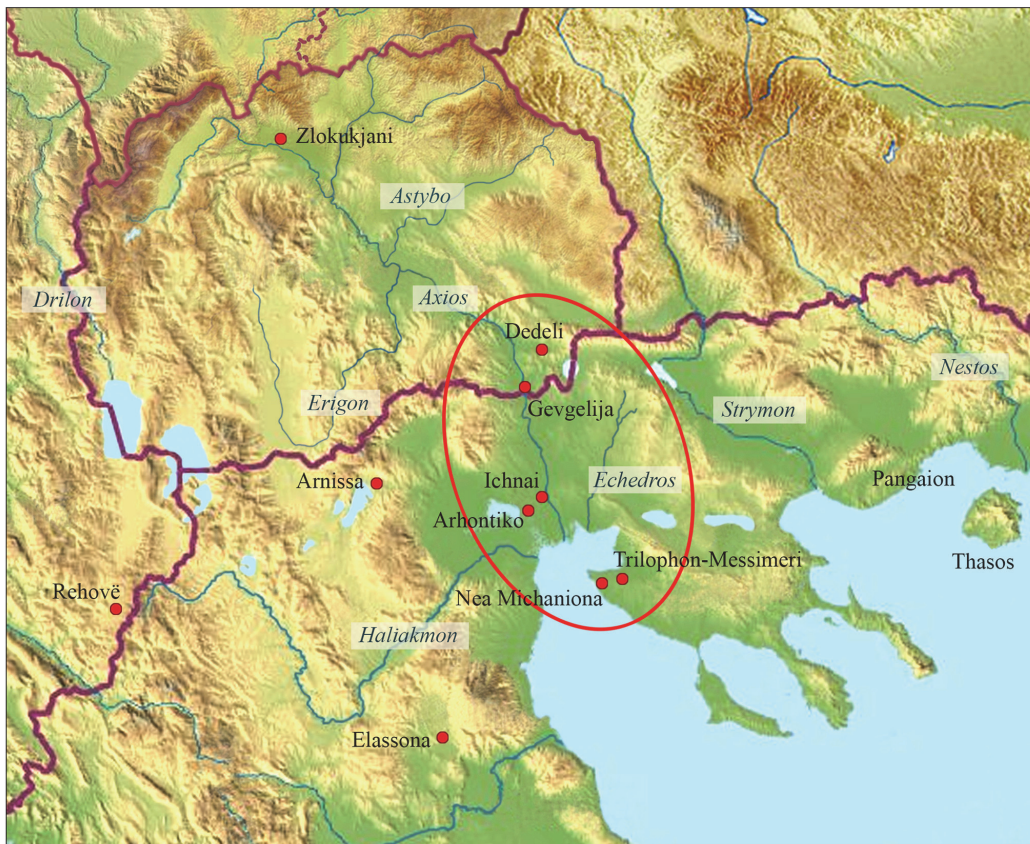 Zlokukjani
Astybo
Drilon
Axios
Dedeli
Nestos
Erigon
Gevgelija
Strymon
Arnissa
Ichnai
Echedros
Pangaion
Arhontiko
Trilophon-Messimeri
Thasos
Rehovë
Nea Michaniona
Haliakmon
Elassona